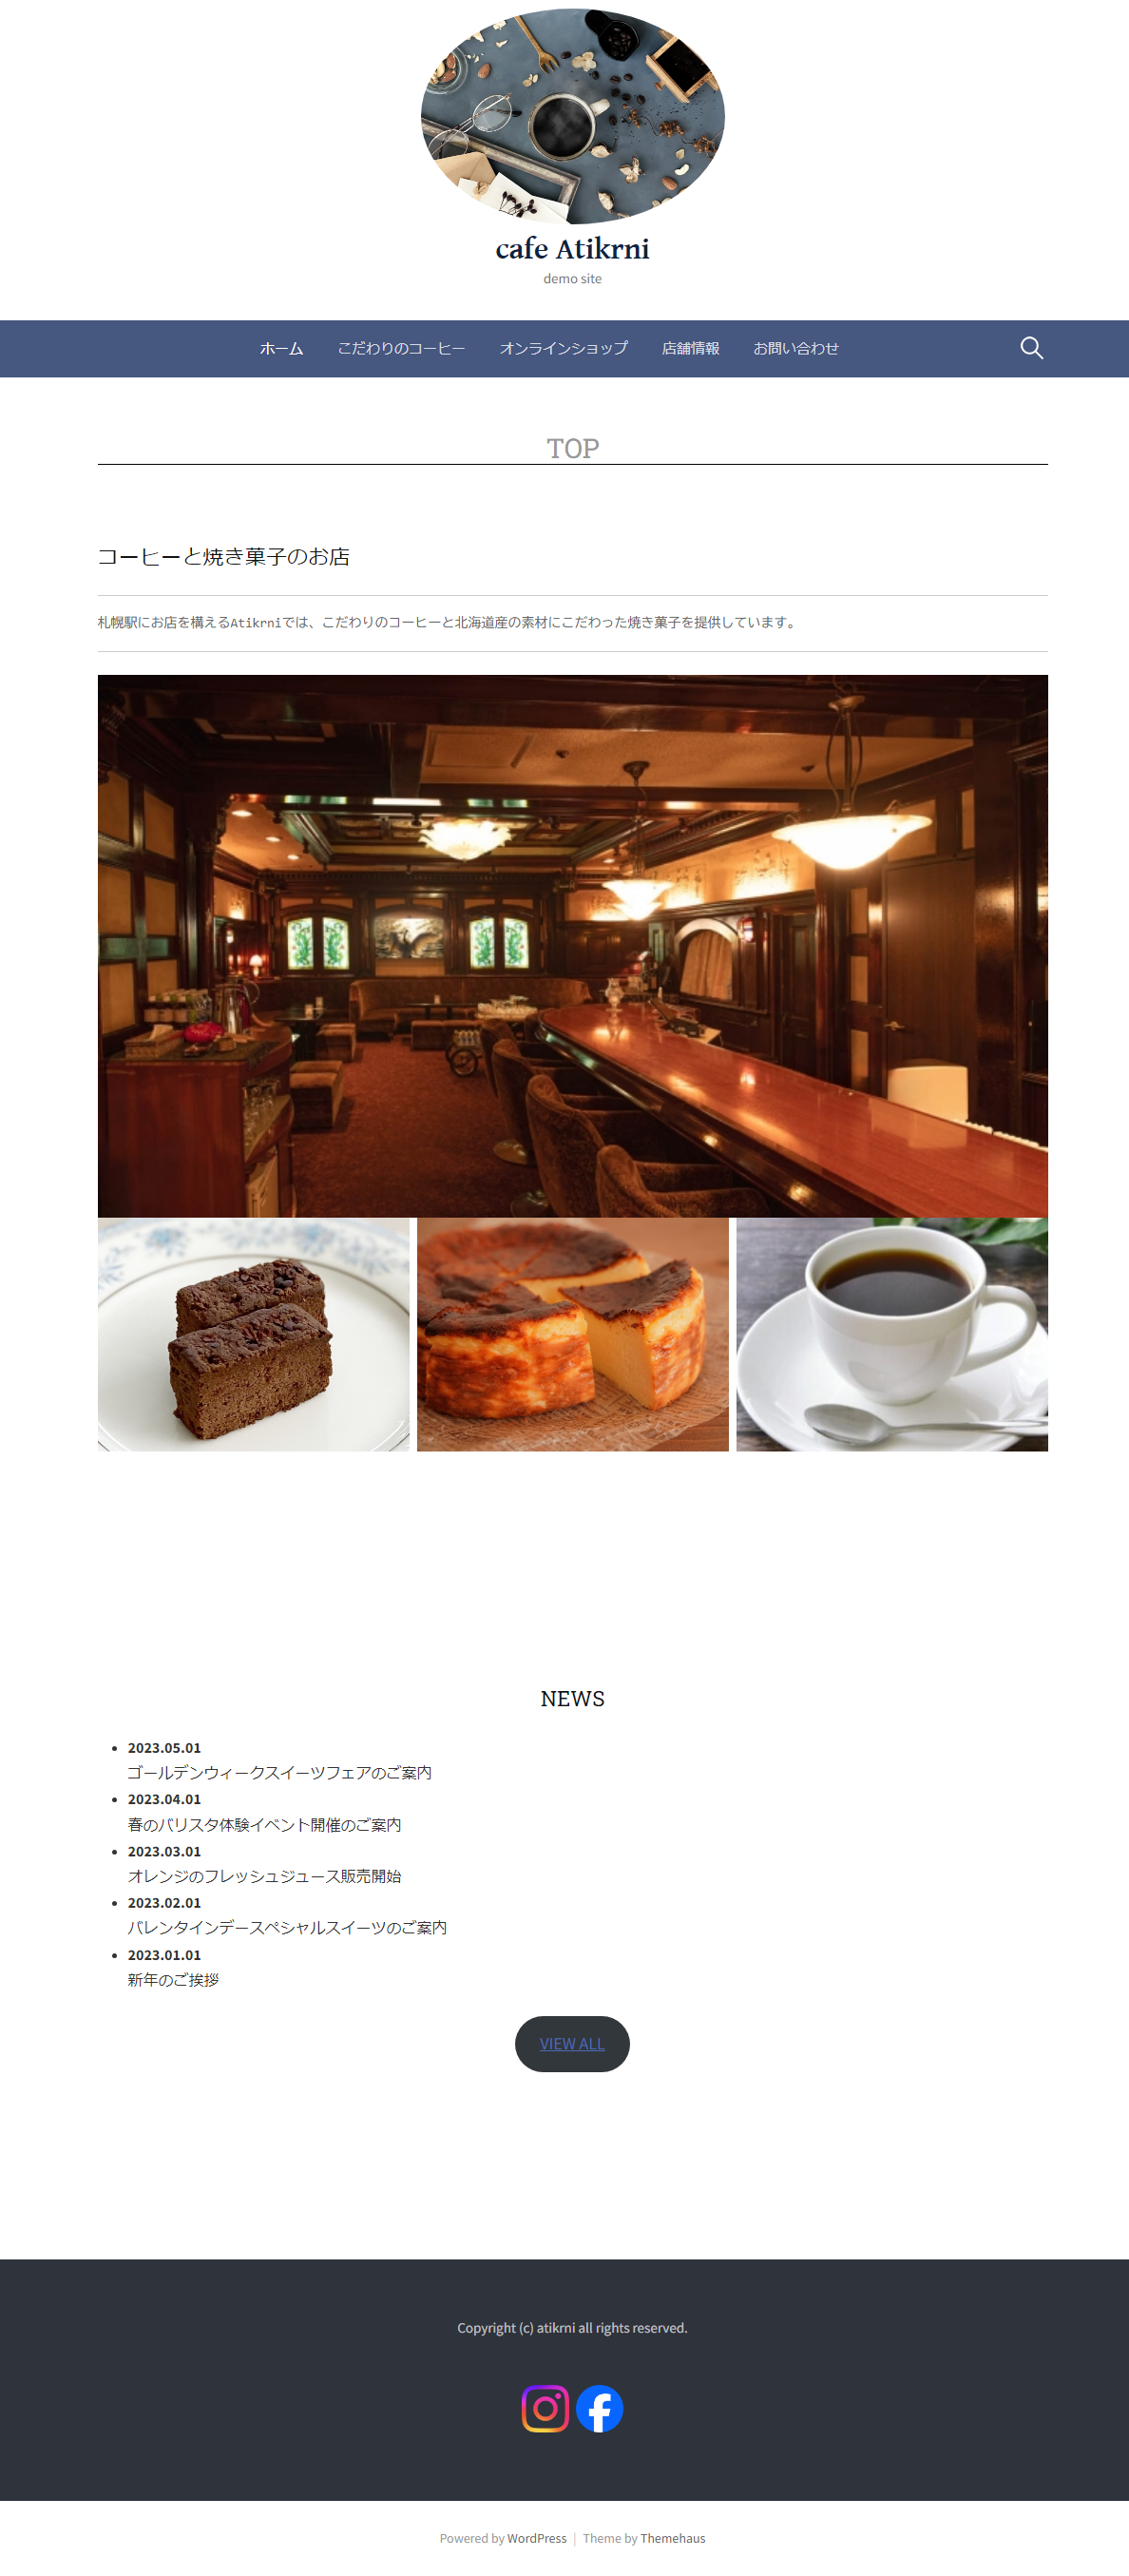 cafe Atikrni
demo site
ホーム こだわりのコーヒー オンラインショップ 店舗情報 お問い合わせ
TOP
コーヒーと焼き菓子のお店
札幌駅にお店を構えるAtikrniでは、こだわりのコーヒーと北海道産の素材にこだわった焼き菓子を提供しています。
NEWS
2023.05.01
ゴールデンウィークスイーツフェアのご案内
2023.04.01
春のバリスタ体験イベント開催のご案内
2023.03.01
オレンジのフレッシュジュース販売開始
2023.02.01
バレンタインデースペシャルスイーツのご案内
2023.01.01
新年のご挨拶
VIEW ALL
Copyright (c) atikrni all rights reserved.
Powered by WordPress | Theme by Themehaus